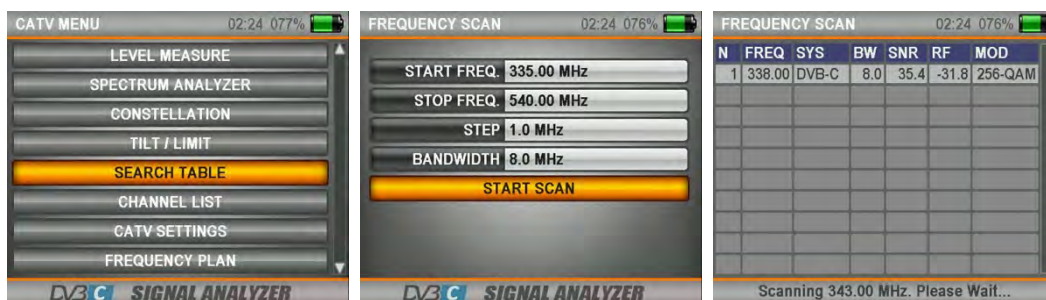 CATV MENU 02:24 077%
LEVEL MEASURE
SPECTRUM ANALYZER
CONSTELLATION
TILT / LIMIT
SEARCH TABLE
CHANNEL LIST
CATV SETTINGS
FREQUENCY PLAN
DVB C SIGNAL ANALYZER
FREQUENCY SCAN 02:24 076%
START FREQ. 335.00 MHz
STOP FREQ. 540.00 MHz
STEP 1.0 MHz
BANDWIDTH 8.0 MHz
START SCAN
DVB C SIGNAL ANALYZER
FREQUENCY SCAN 02:24 076%
N FREQ SYS BW SNR RF MOD
1 338.00 DVB-C 8.0 35.4 -31.8 256-QAM
Scanning 343.00 MHz. Please Wait...